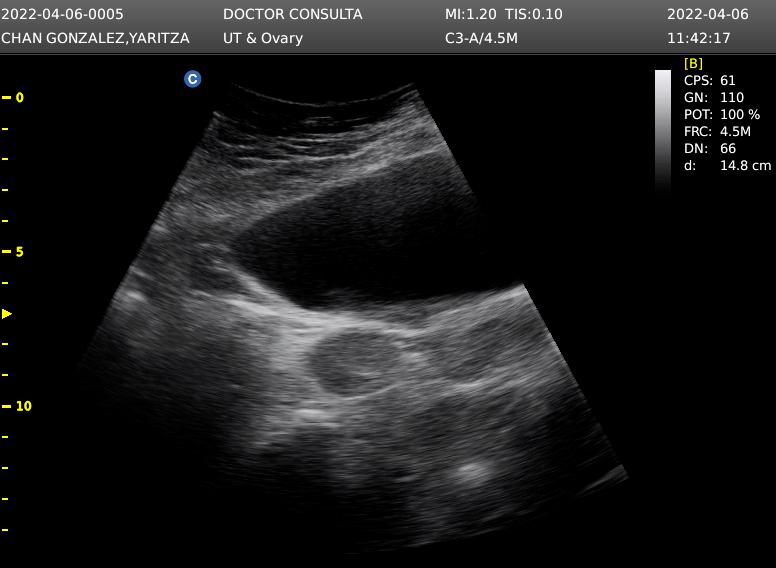 2022-04-06-0005 DOCTOR CONSULTA MI:1.20 TIS:0.10 2022-04-06
CHAN GONZALEZ,YARITZA UT & Ovary C3-A/4.5M 11:42:17
C
[B]
CPS: 61
GN: 110
POT: 100 %
FRC: 4.5M
DN: 66
d: 14.8 cm
0
5
10